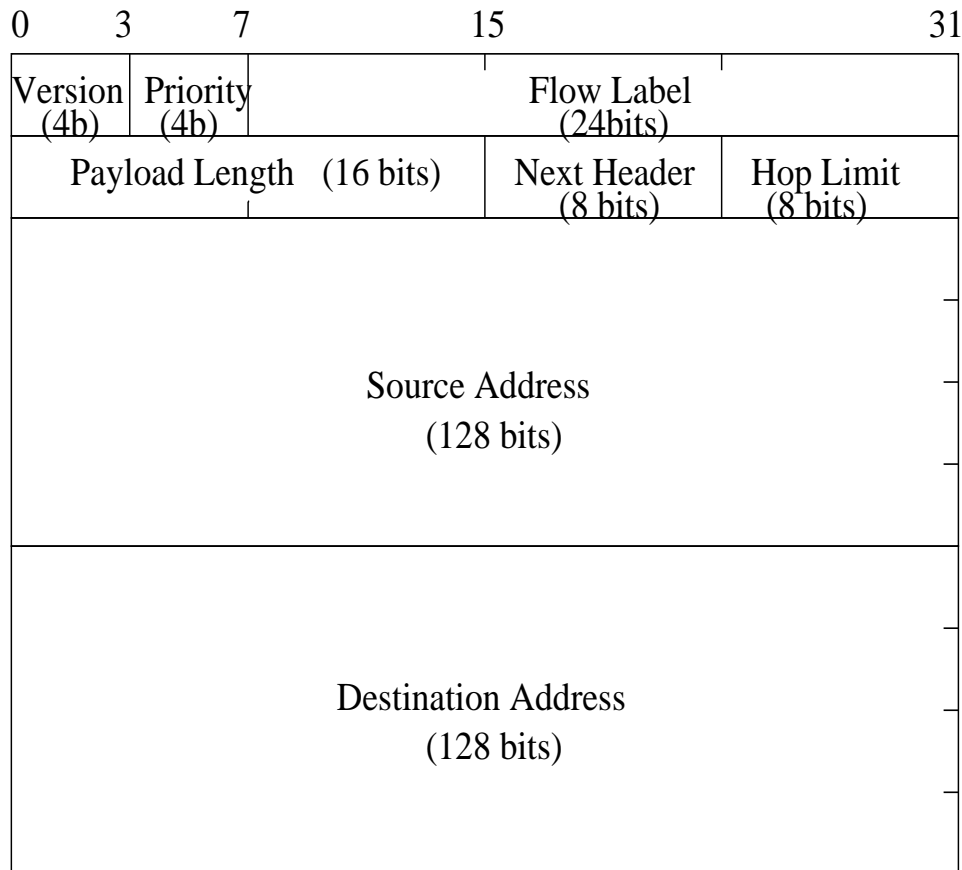 0 3 7 15 31
Version Priority Flow Label
(4b) (4b) (24bits)
Payload Length (16 bits) Next Header Hop Limit
(8 bits) (8 bits)
Source Address
(128 bits)
Destination Address
(128 bits)